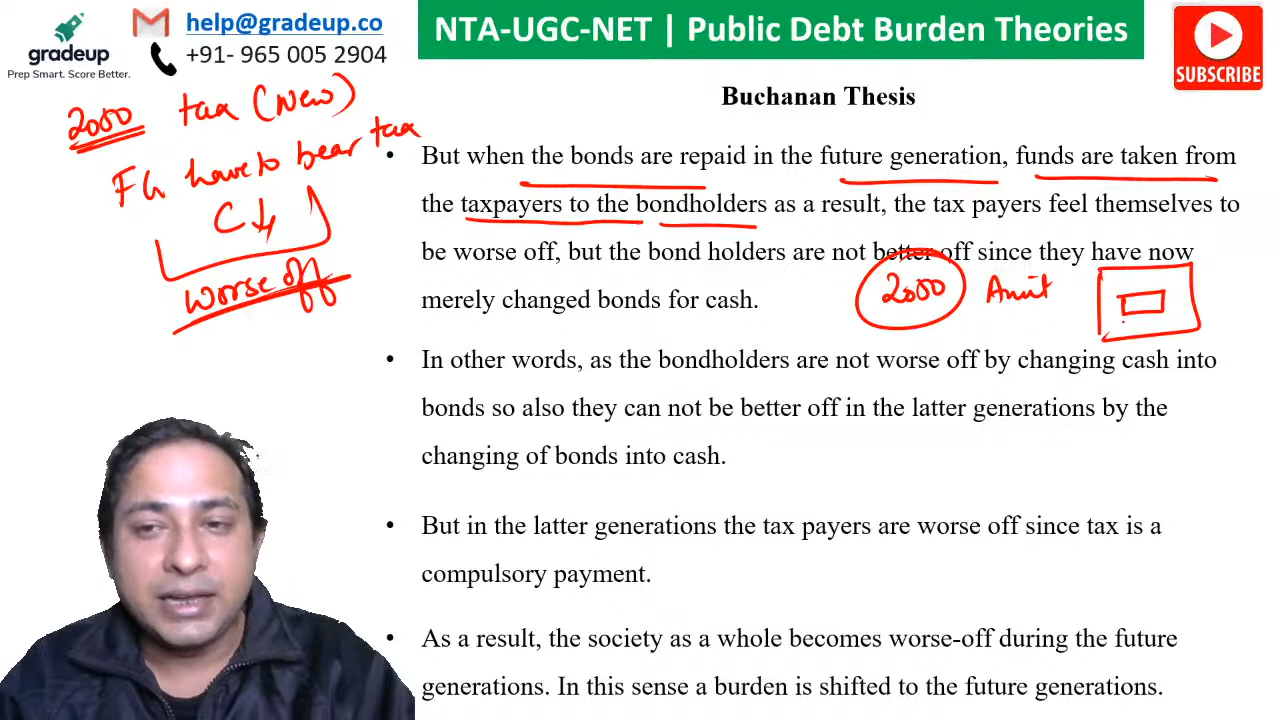 gradeup
Prep Smart. Score Better.
help@gradeup.co
+91- 965 005 2904
NTA-UGC-NET | Public Debt Burden Theories
SUBSCRIBE
Buchanan Thesis
2000 tax (New)
FG have to bear tax
C
worse off
• But when the bonds are repaid in the future generation, funds are taken from
the taxpayers to the bondholders as a result, the tax payers feel themselves to
be worse off, but the bond holders are not better off since they have now
merely changed bonds for cash.
2000 Amit
• In other words, as the bondholders are not worse off by changing cash into
bonds so also they can not be better off in the latter generations by the
changing of bonds into cash.
• But in the latter generations the tax payers are worse off since tax is a
compulsory payment.
• As a result, the society as a whole becomes worse-off during the future
generations. In this sense a burden is shifted to the future generations.